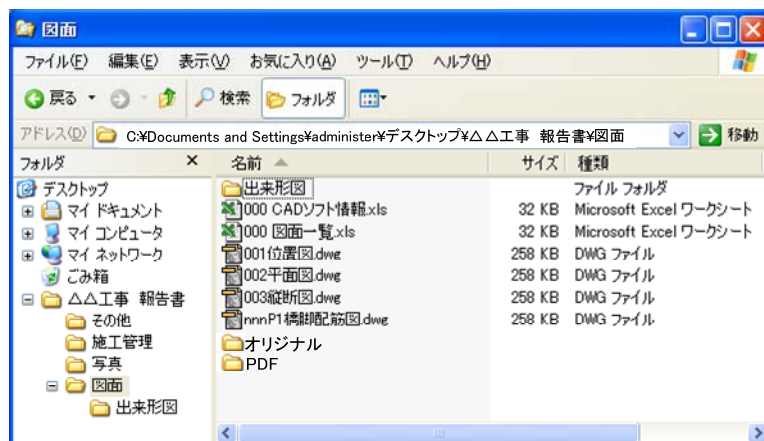 図面
ファイル(F) 編集(E) 表示(V) お気に入り(A) ツール(T) ヘルプ(H)
戻る 検索 フォルダ
アドレス(D) C:¥Documents and Settings¥administer¥デスクトップ¥△△工事 報告書¥図面 移動
フォルダ × 名前 サイズ 種類
デスクトップ 出来形図 ファイル フォルダ
マイ ドキュメント 000 CADソフト情報.xls 32 KB Microsoft Excel ワークシート
マイ コンピュータ 000 図面一覧.xls 32 KB Microsoft Excel ワークシート
マイ ネットワーク 001位置図.dwg 258 KB DWG ファイル
ごみ箱 002平面図.dwg 258 KB DWG ファイル
△△工事 報告書 003縦断図.dwg 258 KB DWG ファイル
その他 nnnP1橋脚配筋図.dwg 258 KB DWG ファイル
施工管理 オリジナル
写真 PDF
図面
出来形図